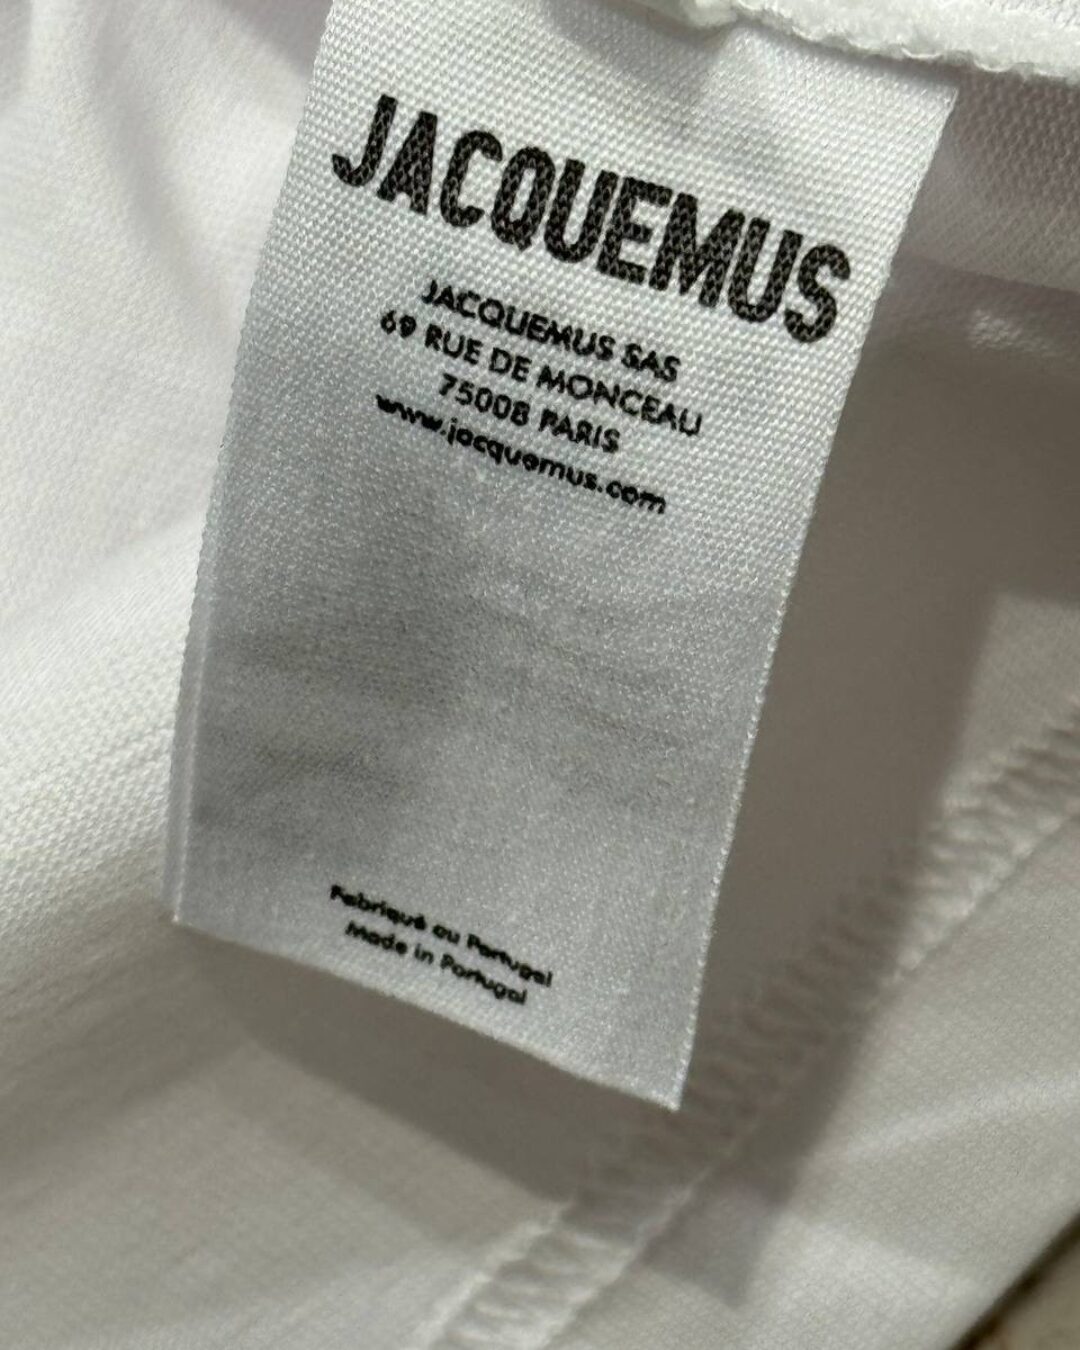 JACQUEMUS
JACQUEMUS SAS
69 RUE DE MONCEAU
75008 PARIS
www.jacquemus.com
Fabriqué au Portugal
Made in Portugal